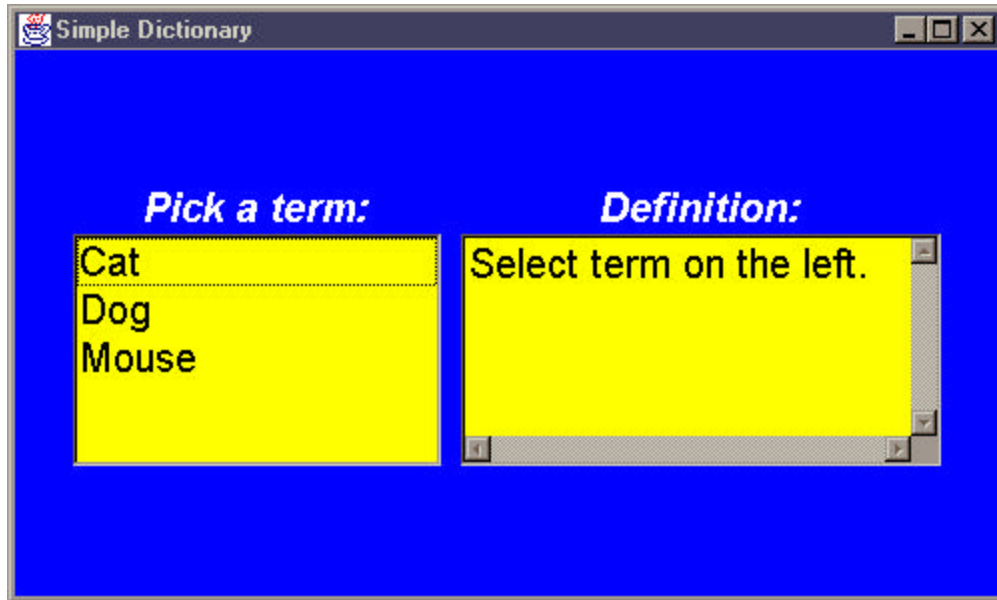 Simple Dictionary
Pick a term:
Definition:
Cat
Dog
Mouse
Select term on the left.